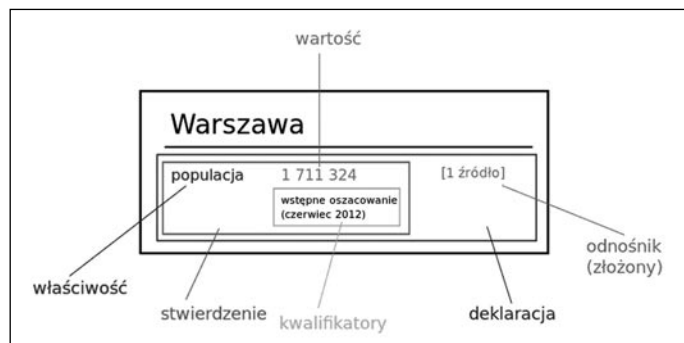 wartość
Warszawa
populacja 1 711 324 [1 źródło]
wstępne oszacowanie
(czerwiec 2012)
odnośnik
(złożony)
właściwość
stwierdzenie
kwalifikatory
deklaracja